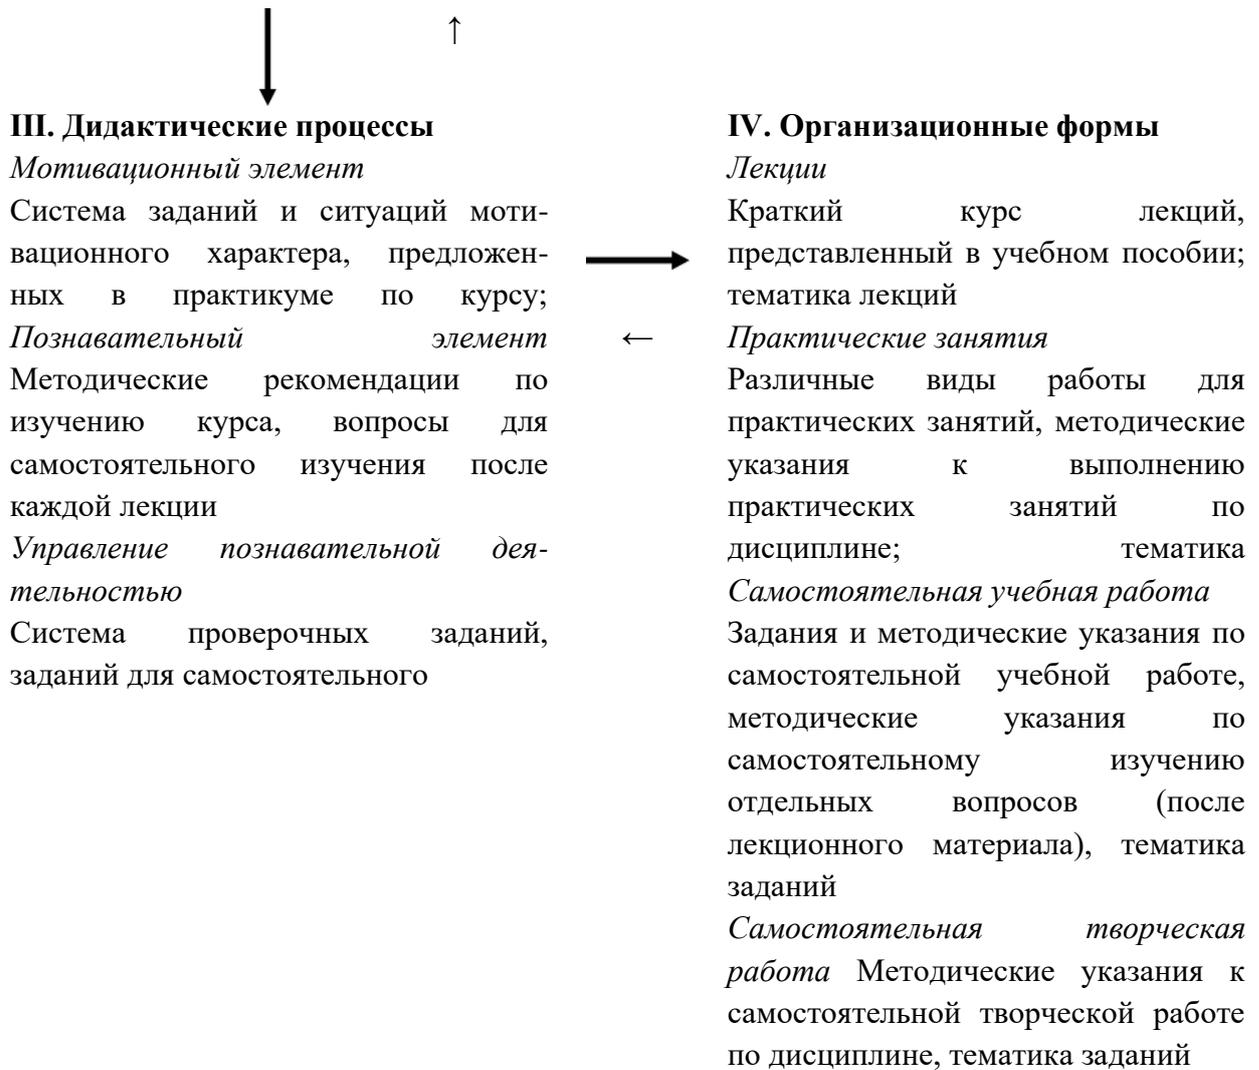 ↑
III. Дидактические процессы
Мотивационный элемент
Система заданий и ситуаций моти-
вационного характера, предложен-
ных в практикуме по курсу;
Познавательный элемент
Методические рекомендации по
изучению курса, вопросы для
самостоятельного изучения после
каждой лекции
Управление познавательной дея-
тельностью
Система проверочных заданий,
заданий для самостоятельного
←
IV. Организационные формы
Лекции
Краткий курс лекций,
представленный в учебном пособии;
тематика лекций
Практические занятия
Различные виды работы для
практических занятий, методические
указания к выполнению
практических занятий по
дисциплине; тематика
Самостоятельная учебная работа
Задания и методические указания по
самостоятельной учебной работе,
методические указания по
самостоятельному изучению
отдельных вопросов (после
лекционного материала), тематика
заданий
Самостоятельная творческая
работа Методические указания к
самостоятельной творческой работе
по дисциплине, тематика заданий